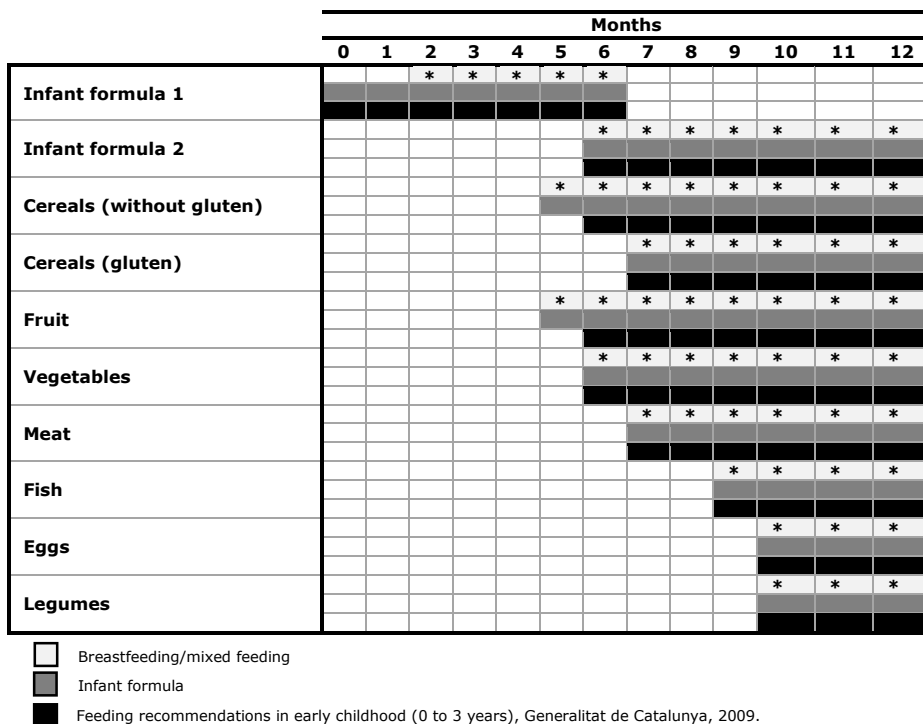 Months
0 1 2 3 4 5 6 7 8 9 10 11 12
* * * * *
Infant formula 1
* * * * * * *
Infant formula 2
* * * * * * * *
Cereals (without gluten)
* * * * * *
Cereals (gluten)
* * * * * * * *
Fruit
* * * * * * *
Vegetables
* * * * * *
Meat
* * * *
Fish
* * *
Eggs
* * *
Legumes
Breastfeeding/mixed feeding
Infant formula
Feeding recommendations in early childhood (0 to 3 years), Generalitat de Catalunya, 2009.